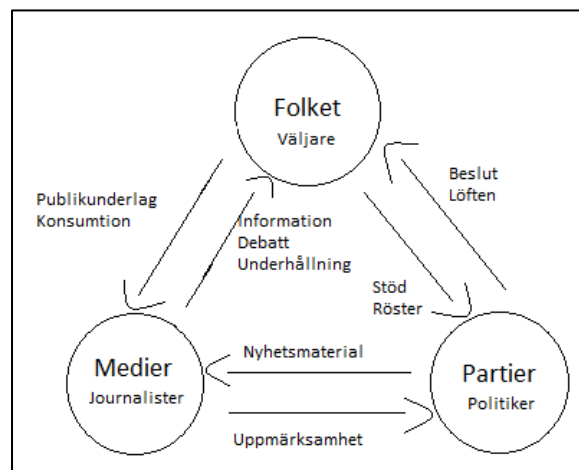 Folket
Väljare
Publikunderlag
Konsumtion
Information
Debatt
Underhållning
Beslut
Löften
Stöd
Röster
Medier
Journalister
Nyhetsmaterial
Uppmärksamhet
Partier
Politiker